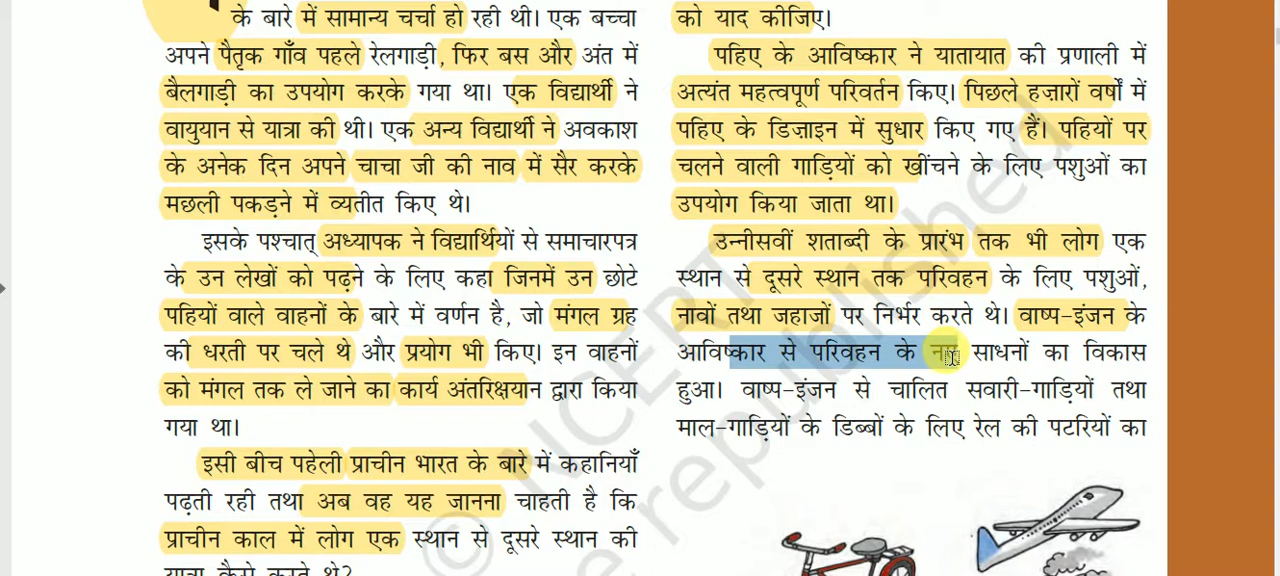 के बारे में सामान्य चर्चा हो रही थी। एक बच्चा
अपने पैतृक गाँव पहले रेलगाड़ी, फिर बस और अंत में
बैलगाड़ी का उपयोग करके गया था। एक विद्यार्थी ने
वायुयान से यात्रा की थी। एक अन्य विद्यार्थी ने अवकाश
के अनेक दिन अपने चाचा जी की नाव में सैर करके
मछली पकड़ने में व्यतीत किए थे।
इसके पश्चात् अध्यापक ने विद्यार्थियों से समाचारपत्र
के उन लेखों को पढ़ने के लिए कहा जिनमें उन छोटे
पहियों वाले वाहनों के बारे में वर्णन है, जो मंगल ग्रह
की धरती पर चले थे और प्रयोग भी किए। इन वाहनों
को मंगल तक ले जाने का कार्य अंतरिक्षयान द्वारा किया
गया था।
इसी बीच पहेली प्राचीन भारत के बारे में कहानियाँ
पढ़ती रही तथा अब वह यह जानना चाहती है कि
प्राचीन काल में लोग एक स्थान से दूसरे स्थान की
यात्रा कैसे करते थे?
को याद कीजिए।
पहिए के आविष्कार ने यातायात की प्रणाली में
अत्यंत महत्वपूर्ण परिवर्तन किए। पिछले हज़ारों वर्षों में
पहिए के डिज़ाइन में सुधार किए गए हैं। पहियों पर
चलने वाली गाड़ियों को खींचने के लिए पशुओं का
उपयोग किया जाता था।
उन्नीसवीं शताब्दी के प्रारंभ तक भी लोग एक
स्थान से दूसरे स्थान तक परिवहन के लिए पशुओं,
नावों तथा जहाजों पर निर्भर करते थे। वाष्प-इंजन के
आविष्कार से परिवहन के नए साधनों का विकास
हुआ। वाष्प-इंजन से चालित सवारी-गाड़ियों तथा
माल-गाड़ियों के डिब्बों के लिए रेल की पटरियों का
© NCERT
be republished